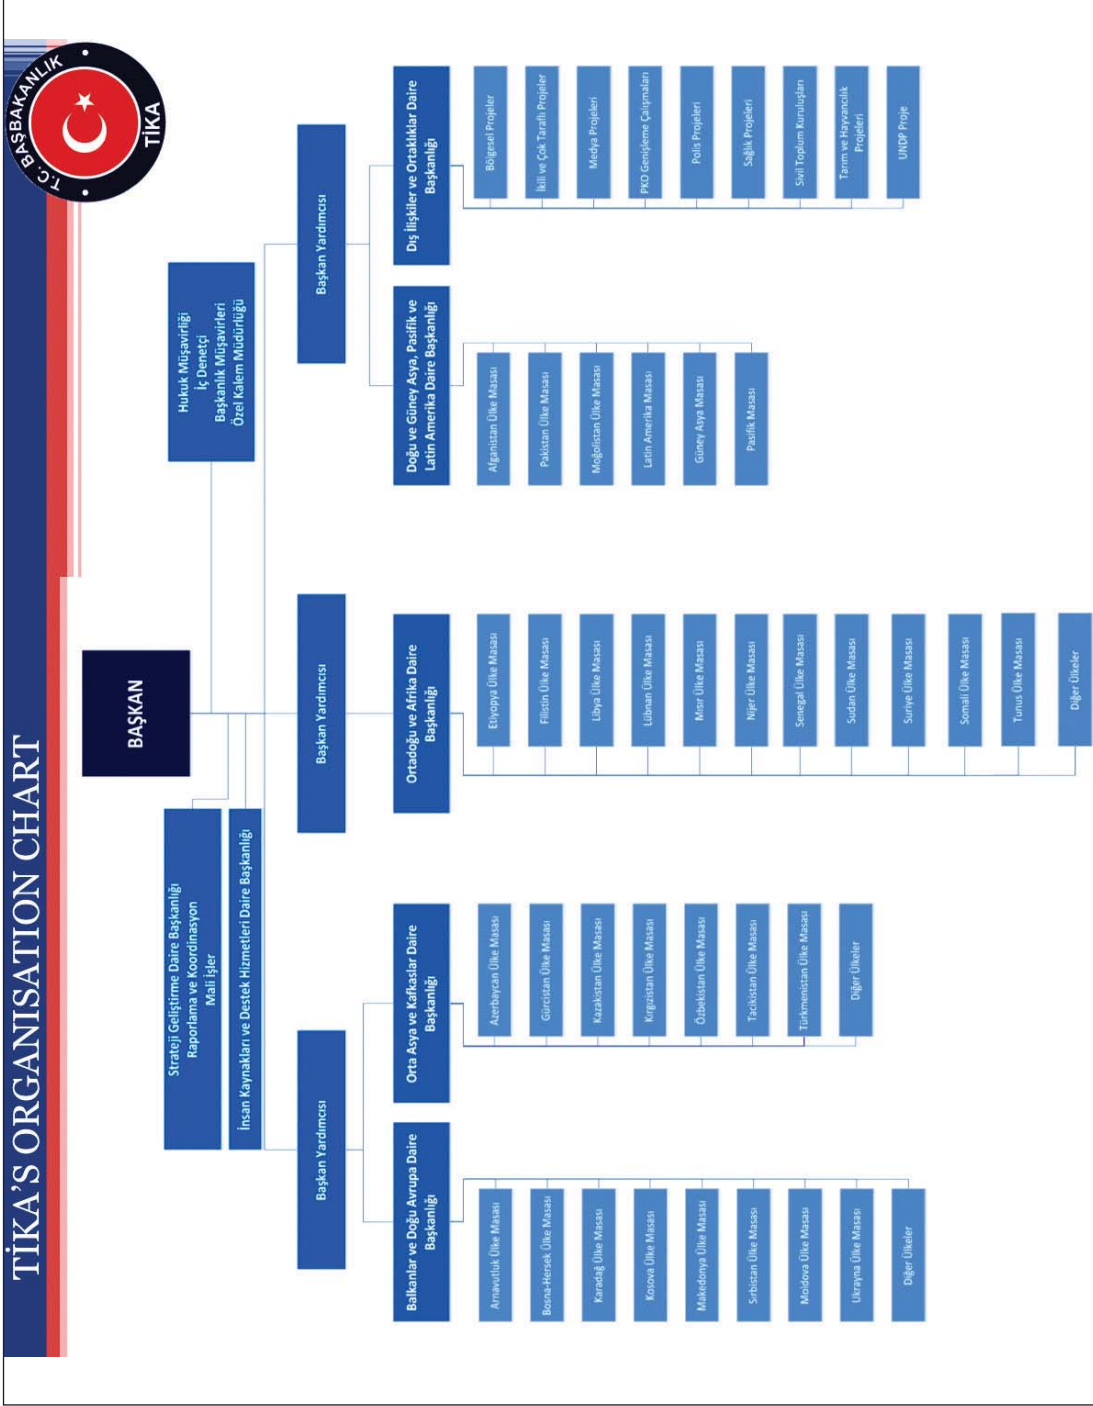 TİKA'S ORGANISATION CHART
T.C. BAŞBAKANLIK
TİKA
BAŞKAN
Strateji Geliştirme Daire Başkanlığı
Raporlama ve Koordinasyon
Mali İşler
İnsan Kaynakları ve Destek Hizmetleri Daire Başkanlığı
Hukuk Müşavirliği
İç Denetçi
Başkanlık Müşavirleri
Özel Kalem Müdürlüğü
Başkan Yardımcısı
Başkan Yardımcısı
Başkan Yardımcısı
Balkanlar ve Doğu Avrupa Daire
Başkanlığı
Arnavutluk Ülke Masası
Bosna-Hersek Ülke Masası
Karadağ Ülke Masası
Kosova Ülke Masası
Makedonya Ülke Masası
Sırbistan Ülke Masası
Moldova Ülke Masası
Ukrayna Ülke Masası
Diğer Ülkeler
Orta Asya ve Kafkaslar Daire
Başkanlığı
Azerbaycan Ülke Masası
Gürcistan Ülke Masası
Kazakistan Ülke Masası
Kırgızistan Ülke Masası
Özbekistan Ülke Masası
Tacikistan Ülke Masası
Türkmenistan Ülke Masası
Diğer Ülkeler
Ortadoğu ve Afrika Daire
Başkanlığı
Etiyopya Ülke Masası
Filistin Ülke Masası
Libya Ülke Masası
Lübnan Ülke Masası
Mısır Ülke Masası
Nijer Ülke Masası
Senegal Ülke Masası
Sudan Ülke Masası
Suriye Ülke Masası
Somali Ülke Masası
Tunus Ülke Masası
Diğer Ülkeler
Doğu ve Güney Asya, Pasifik ve
Latin Amerika Daire Başkanlığı
Afganistan Ülke Masası
Pakistan Ülke Masası
Moğolistan Ülke Masası
Latin Amerika Masası
Güney Asya Masası
Pasifik Masası
Dış İlişkiler ve Ortaklıklar Daire
Başkanlığı
Bölgesel Projeler
İkili ve Çok Taraflı Projeler
Medya Projeleri
PKO Genişleme Çalışmaları
Polis Projeleri
Sağlık Projeleri
Sivil Toplum Kuruluşları
Tarım ve Hayvancılık
Projeleri
UNDP Proje